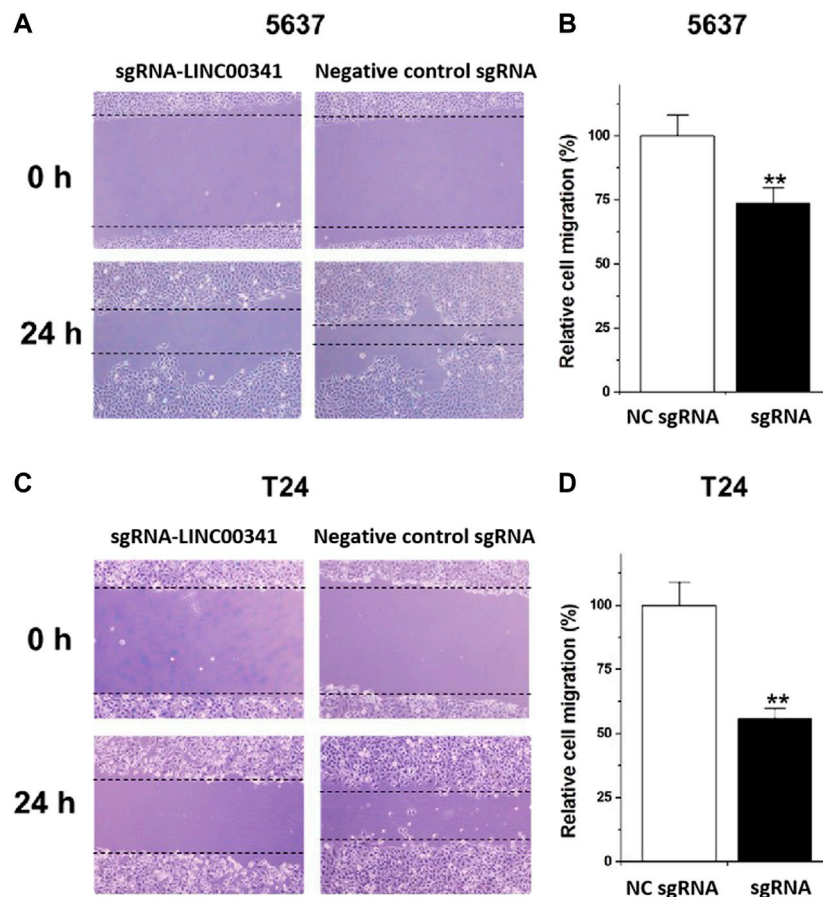 A
5637
sgRNA-LINC00341
Negative control sgRNA
0 h
24 h
B
5637
Relative cell migration (%)
100
75
50
25
0
**
NC sgRNA
sgRNA
C
T24
sgRNA-LINC00341
Negative control sgRNA
0 h
24 h
D
T24
Relative cell migration (%)
100
75
50
25
0
**
NC sgRNA
sgRNA